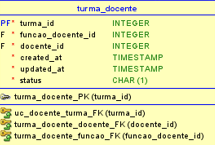 turma_docente
PF* turma_id INTEGER
F * funcao_docente_id INTEGER
F * docente_id INTEGER
* created_at TIMESTAMP
* updated_at TIMESTAMP
* status CHAR (1)
turma_docente_PK (turma_id)
uc_docente_turma_FK (turma_id)
turma_docente_docente_FK (docente_id)
turma_docente_funcao_FK (funcao_docente_id)